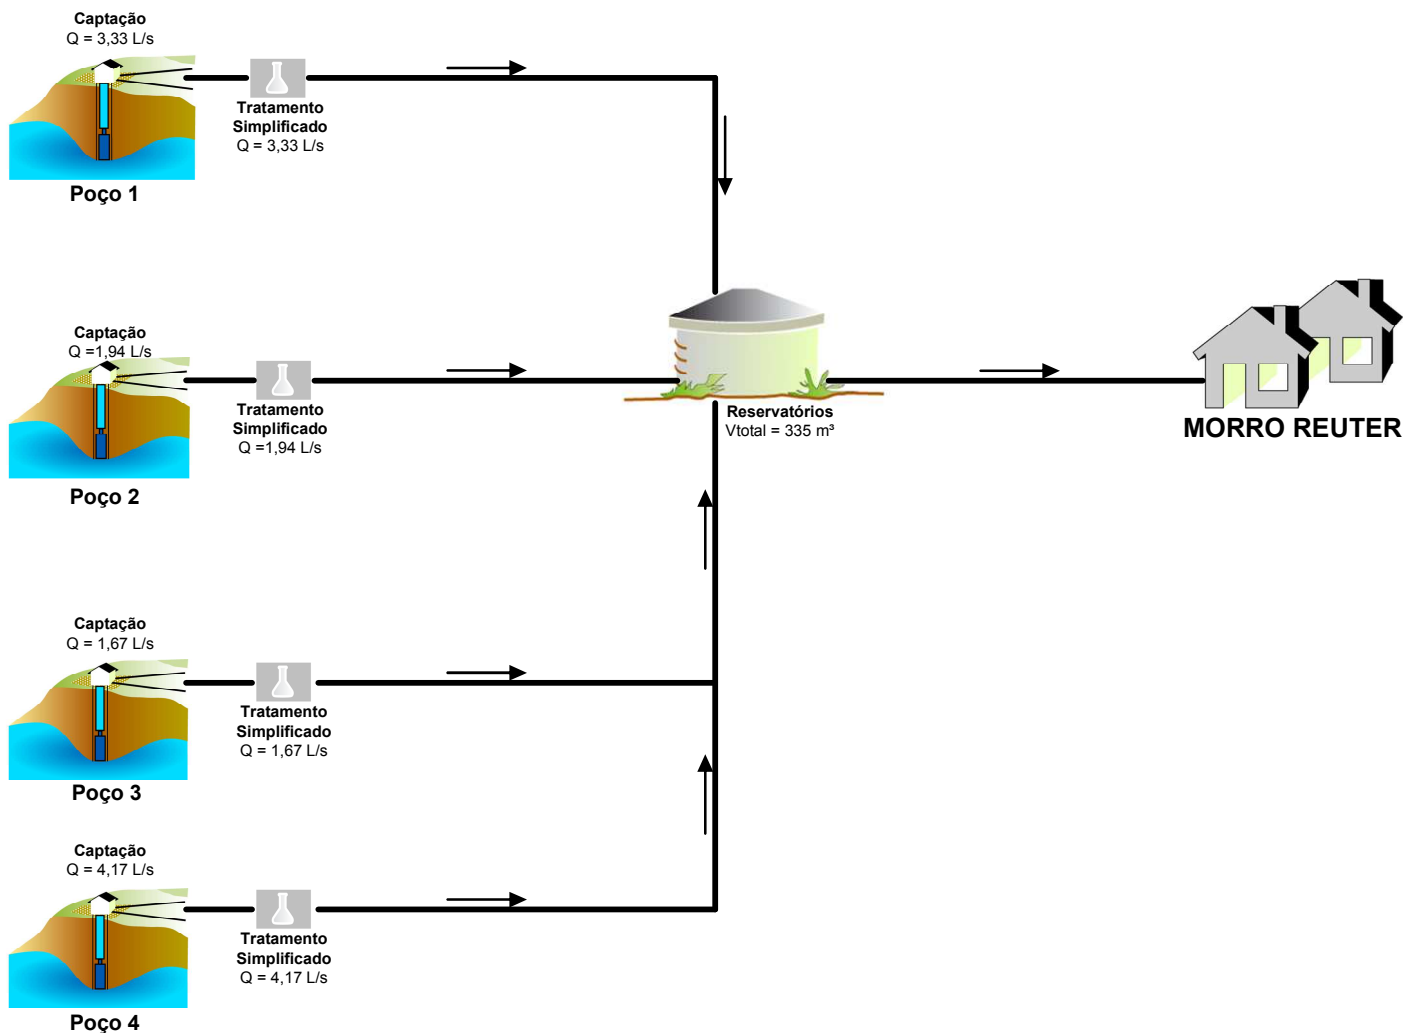 Captação
Q = 3,33 L/s
Tratamento
Simplificado
Q = 3,33 L/s
Poço 1
Captação
Q =1,94 L/s
Tratamento
Simplificado
Q =1,94 L/s
Poço 2
Reservatórios
Vtotal = 335 m³
MORRO REUTER
Captação
Q = 1,67 L/s
Tratamento
Simplificado
Q = 1,67 L/s
Poço 3
Captação
Q = 4,17 L/s
Tratamento
Simplificado
Q = 4,17 L/s
Poço 4